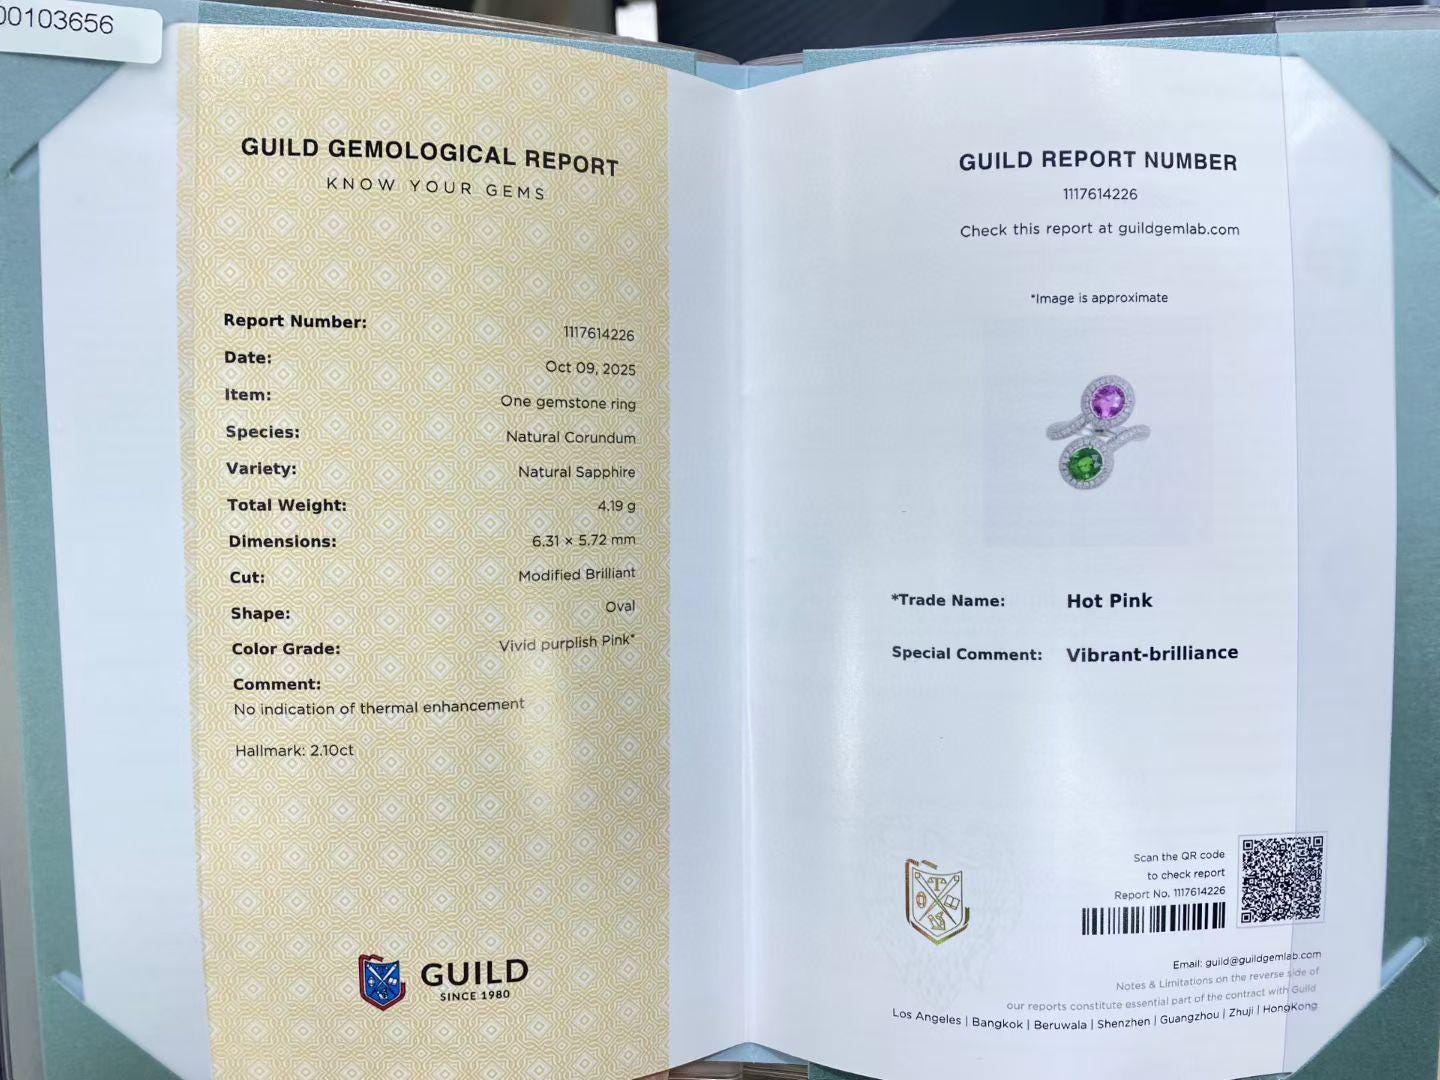 00103656
GUILD GEMOLOGICAL REPORT
KNOW YOUR GEMS
Report Number: 1117614226
Date: Oct 09, 2025
Item: One gemstone ring
Species: Natural Corundum
Variety: Natural Sapphire
Total Weight: 4.19 g
Dimensions: 6.31 × 5.72 mm
Cut: Modified Brilliant
Shape: Oval
Color Grade: Vivid purplish Pink*
Comment:
No indication of thermal enhancement
Hallmark: 2.10ct
GUILD
SINCE 1980
GUILD REPORT NUMBER
1117614226
Check this report at guildgemlab.com
*Image is approximate
*Trade Name: Hot Pink
Special Comment: Vibrant-brilliance
Scan the QR code
to check report
Report No. 1117614226
Email: guild@guildgemlab.com
Notes & Limitations on the reverse side of
our reports constitute essential part of the contract with Guild
Los Angeles | Bangkok | Beruwala | Shenzhen | Guangzhou | Zhuji | HongKong